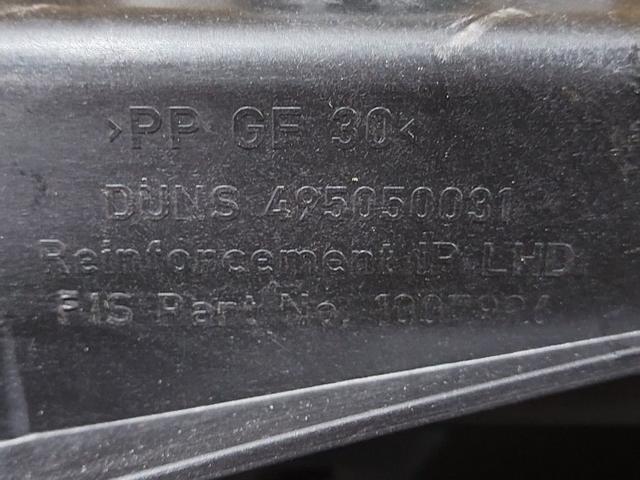 >PP GF 30<
DUNS 495050031
Reinforcement IP LHD
Part No.